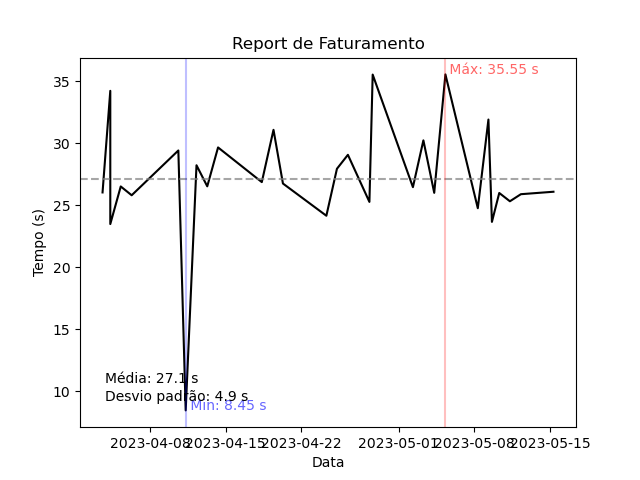 Report de Faturamento
Tempo (s)
35
30
25
20
15
10
Máx: 35.55 s
Média: 27.1 s
Desvio padrão: 4.9 s
Mín: 8.45 s
2023-04-08 2023-04-15 2023-04-22 2023-05-01 2023-05-08 2023-05-15
Data